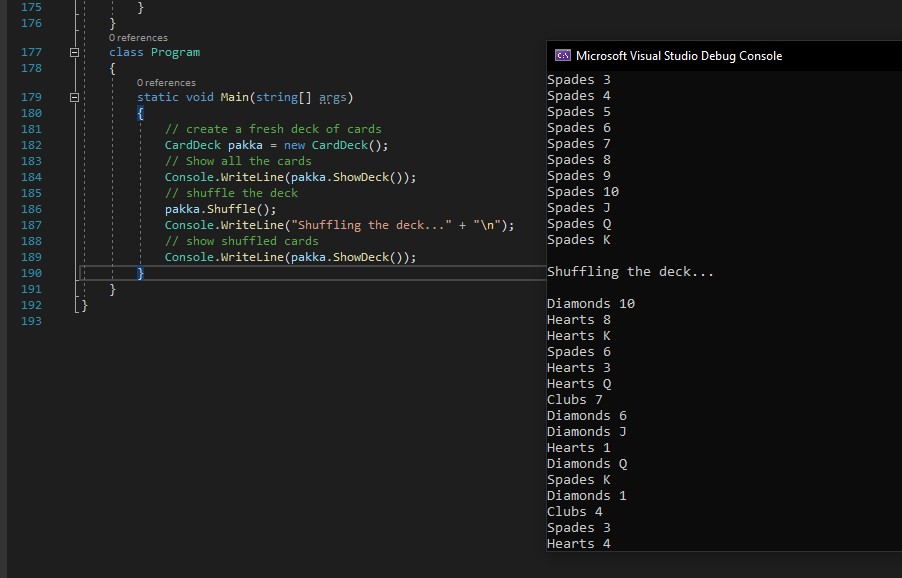 175 }
176 }
0 references
177 class Program
178 {
0 references
179 static void Main(string[] args)
180 {
181 // create a fresh deck of cards
182 CardDeck pakka = new CardDeck();
183 // Show all the cards
184 Console.WriteLine(pakka.ShowDeck());
185 // shuffle the deck
186 pakka.Shuffle();
187 Console.WriteLine("Shuffling the deck..." + "\n");
188 // show shuffled cards
189 Console.WriteLine(pakka.ShowDeck());
190 }
191 }
192 }
193
C:\ Microsoft Visual Studio Debug Console
Spades 3
Spades 4
Spades 5
Spades 6
Spades 7
Spades 8
Spades 9
Spades 10
Spades J
Spades Q
Spades K
Shuffling the deck...
Diamonds 10
Hearts 8
Hearts K
Spades 6
Hearts 3
Hearts Q
Clubs 7
Diamonds 6
Diamonds J
Hearts 1
Diamonds Q
Spades K
Diamonds 1
Clubs 4
Spades 3
Hearts 4